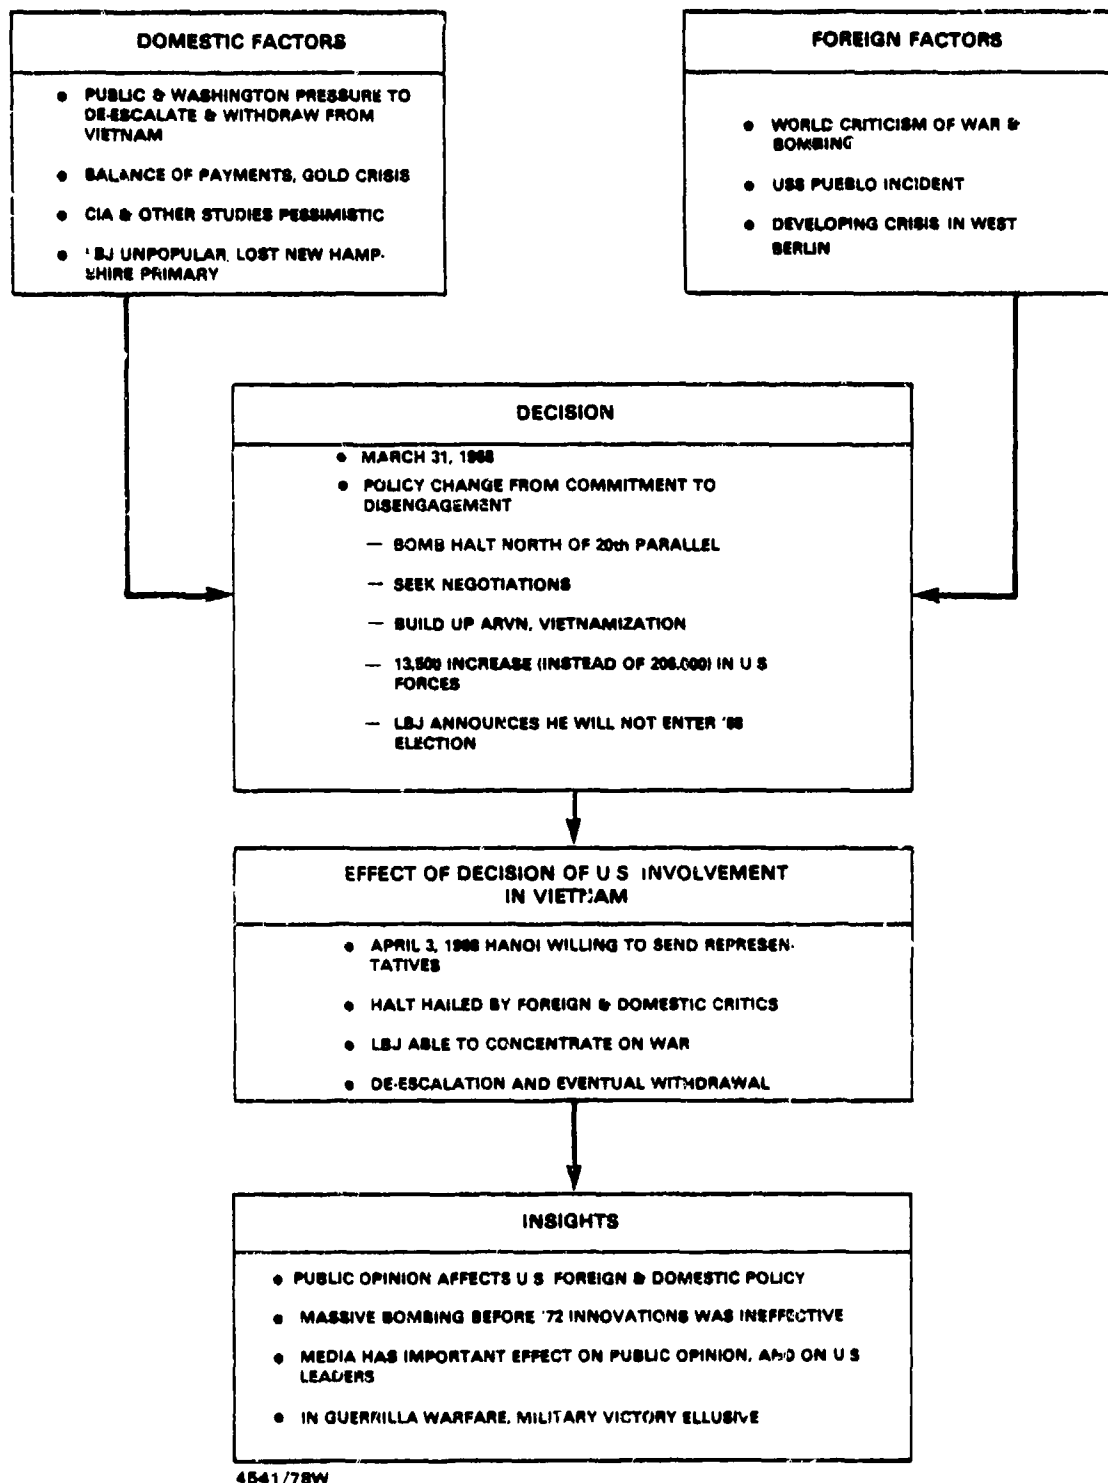 DOMESTIC FACTORS
● PUBLIC & WASHINGTON PRESSURE TO
DE-ESCALATE & WITHDRAW FROM
VIETNAM
● BALANCE OF PAYMENTS, GOLD CRISIS
● CIA & OTHER STUDIES PESSIMISTIC
● LBJ UNPOPULAR, LOST NEW HAMP-
SHIRE PRIMARY
FOREIGN FACTORS
● WORLD CRITICISM OF WAR &
BOMBING
● USS PUEBLO INCIDENT
● DEVELOPING CRISIS IN WEST
BERLIN
DECISION
● MARCH 31, 1968
● POLICY CHANGE FROM COMMITMENT TO
DISENGAGEMENT
— BOMB HALT NORTH OF 20th PARALLEL
— SEEK NEGOTIATIONS
— BUILD UP ARVN, VIETNAMIZATION
— 13,500 INCREASE (INSTEAD OF 206,000) IN U S
FORCES
— LBJ ANNOUNCES HE WILL NOT ENTER '68
ELECTION
EFFECT OF DECISION OF U S INVOLVEMENT
IN VIETNAM
● APRIL 3, 1968 HANOI WILLING TO SEND REPRESEN-
TATIVES
● HALT HAILED BY FOREIGN & DOMESTIC CRITICS
● LBJ ABLE TO CONCENTRATE ON WAR
● DE-ESCALATION AND EVENTUAL WITHDRAWAL
INSIGHTS
● PUBLIC OPINION AFFECTS U S FOREIGN & DOMESTIC POLICY
● MASSIVE BOMBING BEFORE '72 INNOVATIONS WAS INEFFECTIVE
● MEDIA HAS IMPORTANT EFFECT ON PUBLIC OPINION, AND ON U S
LEADERS
● IN GUERRILLA WARFARE, MILITARY VICTORY ELLUSIVE
4541/78W